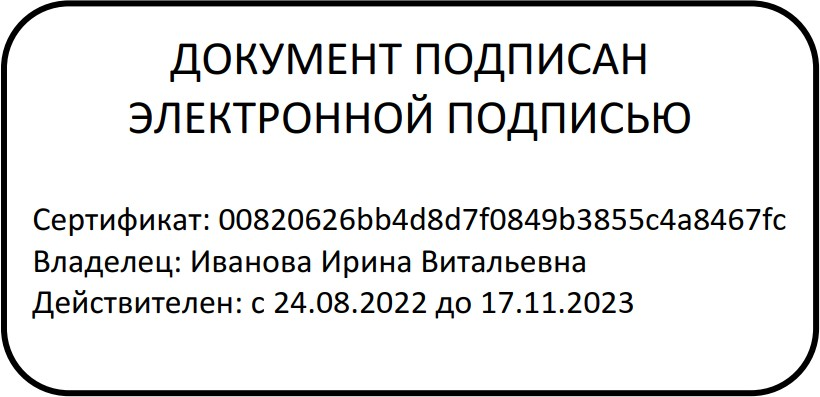 ДОКУМЕНТ ПОДПИСАН
ЭЛЕКТРОННОЙ ПОДПИСЬЮ
Сертификат: 00820626bb4d8d7f0849b3855c4a8467fc
Владелец: Иванова Ирина Витальевна
Действителен: с 24.08.2022 до 17.11.2023